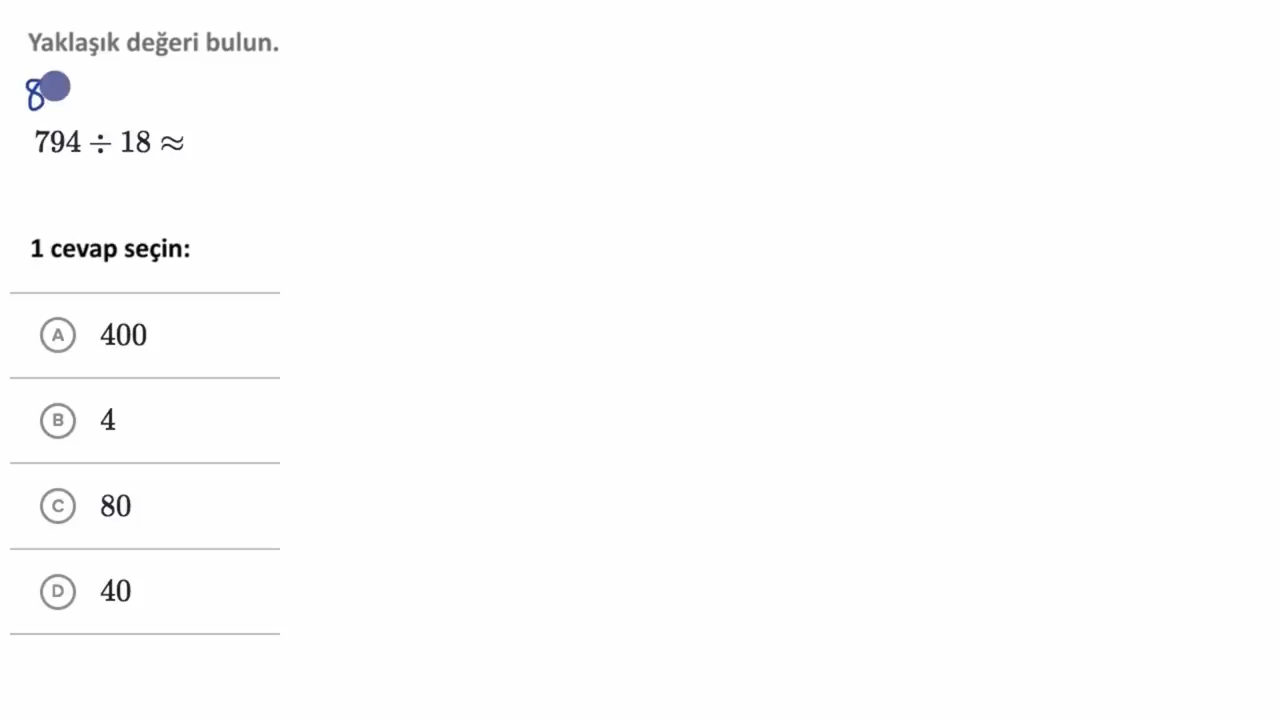 Yaklaşık değeri bulun.
8
794 ÷ 18 ≈
1 cevap seçin:
A 400
B 4
C 80
D 40